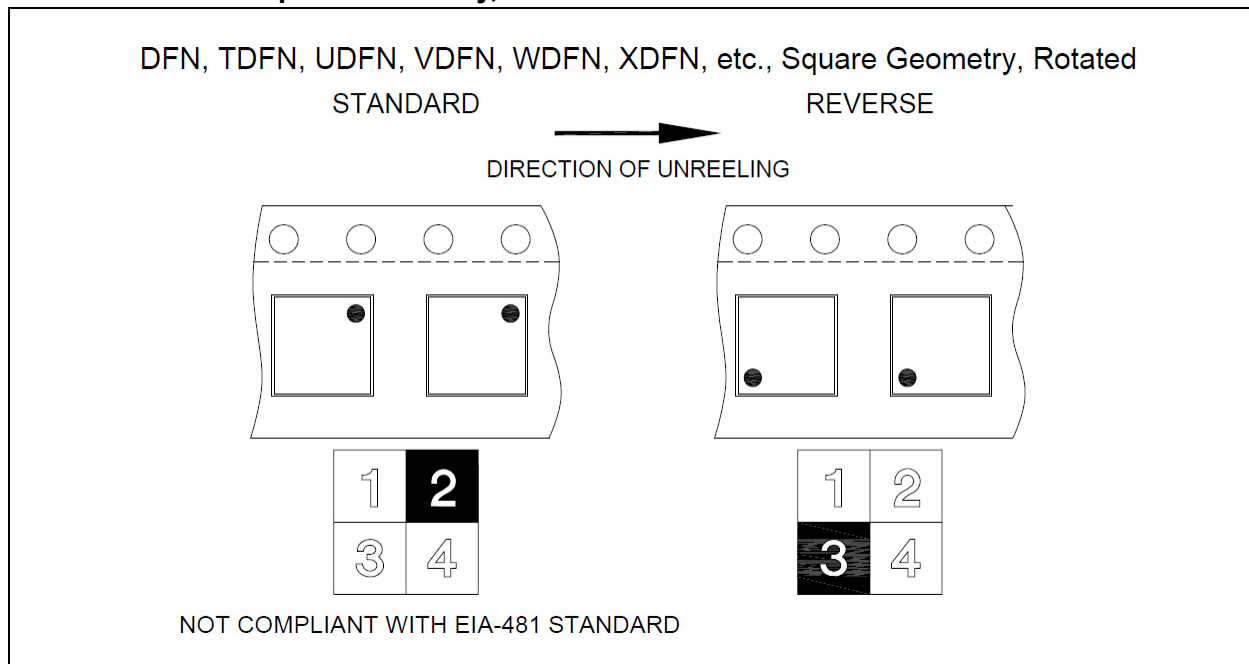 DFN, TDFN, UDFN, VDFN, WDFN, XDFN, etc., Square Geometry, Rotated
STANDARD REVERSE
DIRECTION OF UNREELING
1 2 1 2
3 4 3 4
NOT COMPLIANT WITH EIA-481 STANDARD